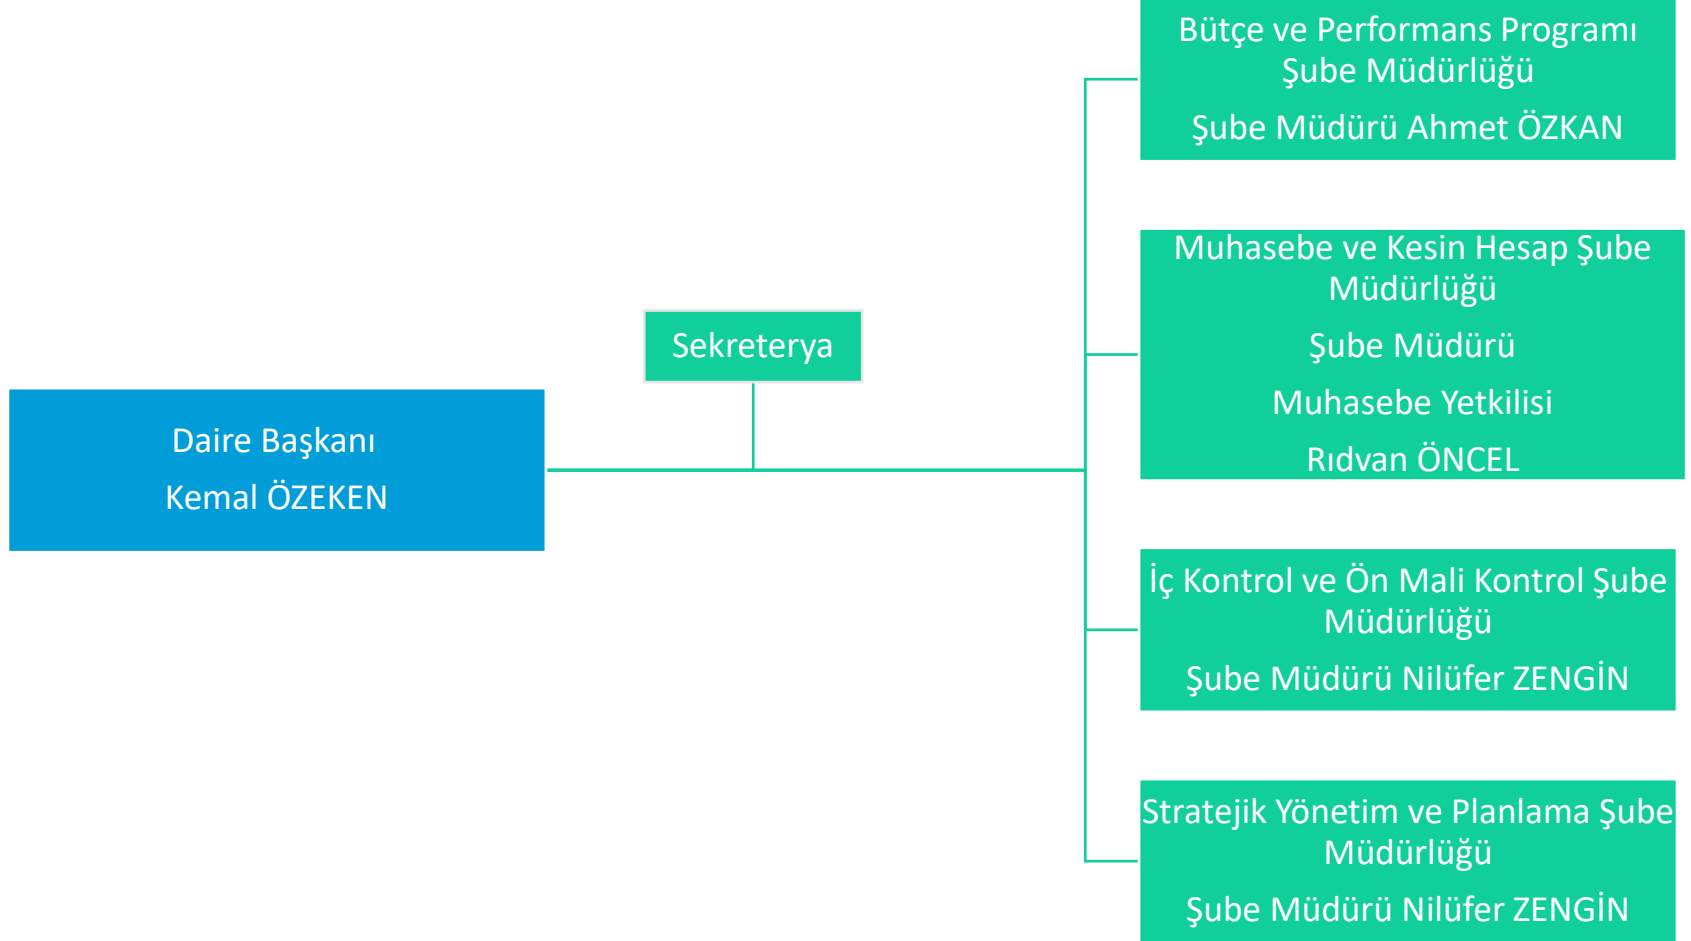 Daire Başkanı
Kemal ÖZEKEN
Sekreterya
Bütçe ve Performans Programı
Şube Müdürlüğü
Şube Müdürü Ahmet ÖZKAN
Muhasebe ve Kesin Hesap Şube
Müdürlüğü
Şube Müdürü
Muhasebe Yetkilisi
Rıdvan ÖNCEL
İç Kontrol ve Ön Mali Kontrol Şube
Müdürlüğü
Şube Müdürü Nilüfer ZENGİN
Stratejik Yönetim ve Planlama Şube
Müdürlüğü
Şube Müdürü Nilüfer ZENGİN